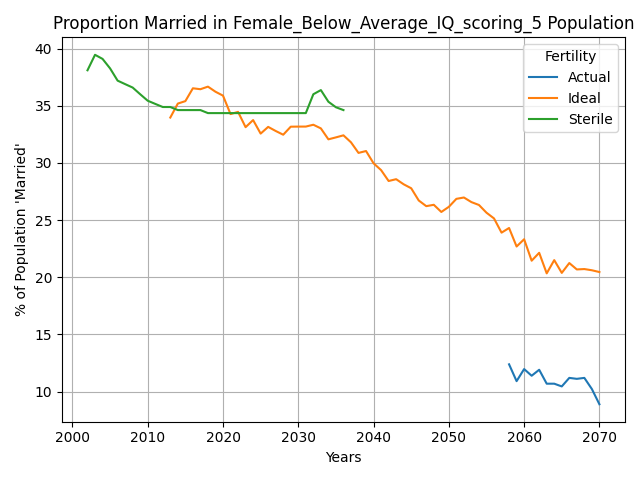 Proportion Married in Female_Below_Average_IQ_scoring_5 Population
Fertility
Actual
Ideal
Sterile
% of Population 'Married'
40
35
30
25
20
15
10
2000
2010
2020
2030
2040
2050
2060
2070
Years